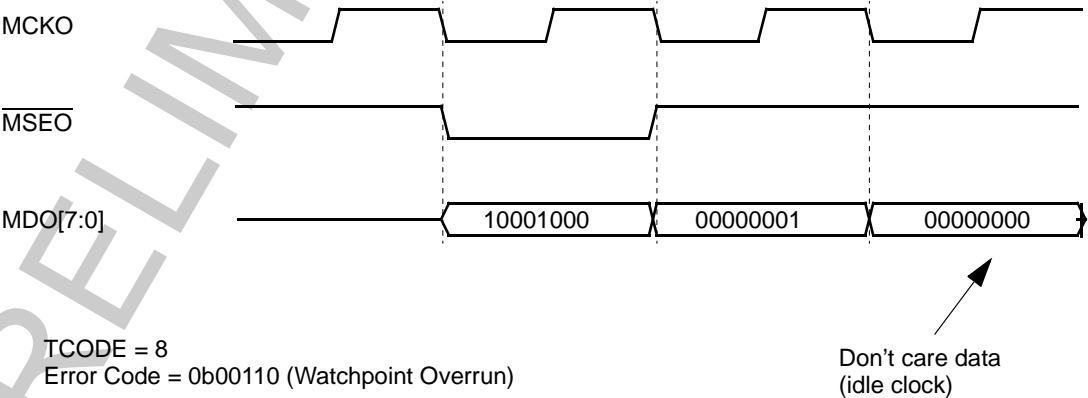 MCKO
MSEO
MDO[7:0]
10001000
00000001
00000000
TCODE = 8
Error Code = 0b00110 (Watchpoint Overrun)
Don't care data
(idle clock)